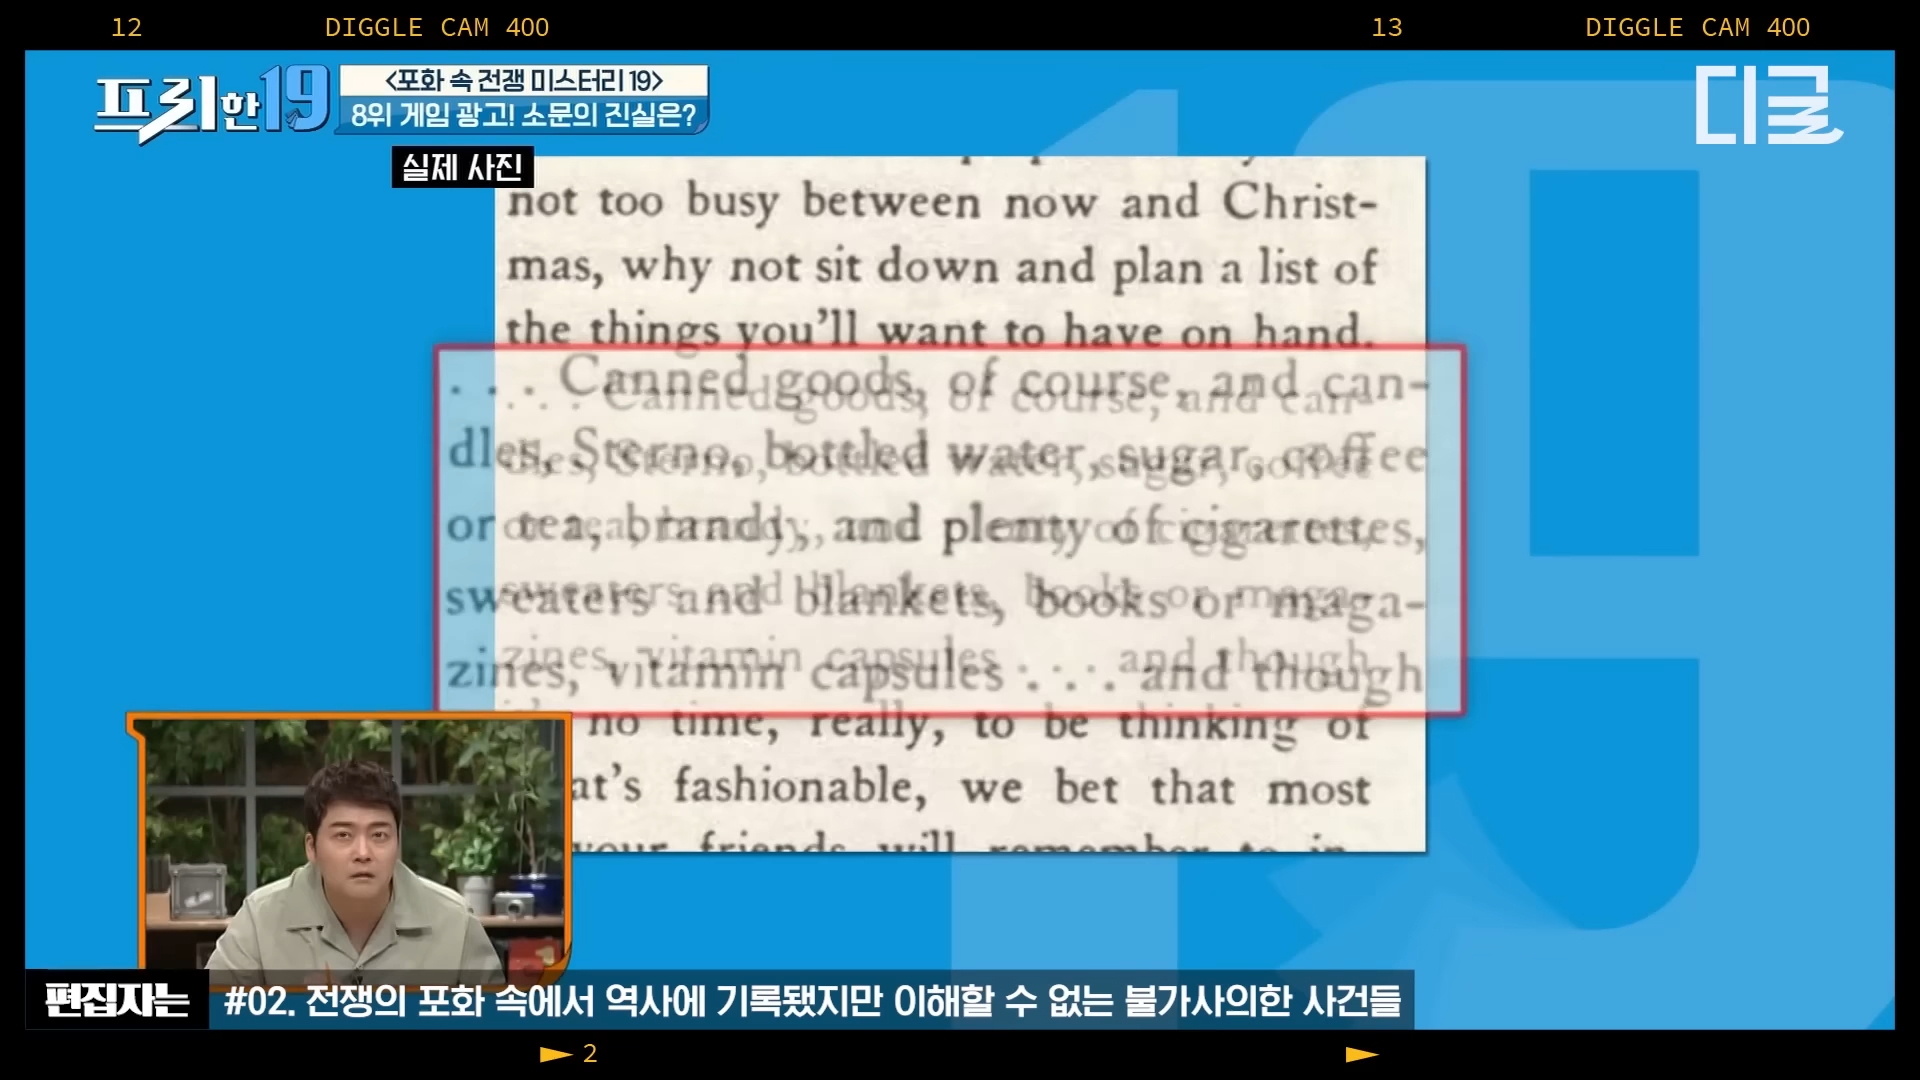 12 DIGGLE CAM 400 13 DIGGLE CAM 400
프리한19
<포화 속 전쟁 미스터리 19>
8위 게임 광고! 소문의 진실은?
디글
실제 사진
not too busy between now and Christ-
mas, why not sit down and plan a list of
the things you'll want to have on hand.
. . . Canned goods, of course, and can-
dles, Sterno, bottled water, sugar, coffee
or tea, brandy, and plenty of cigarettes,
sweaters and blankets, books or maga-
zines, vitamin capsules . . . and though
no time, really, to be thinking of
at's fashionable, we bet that most
your friends will remember to in-
편집자는
#02. 전쟁의 포화 속에서 역사에 기록됐지만 이해할 수 없는 불가사의한 사건들
2